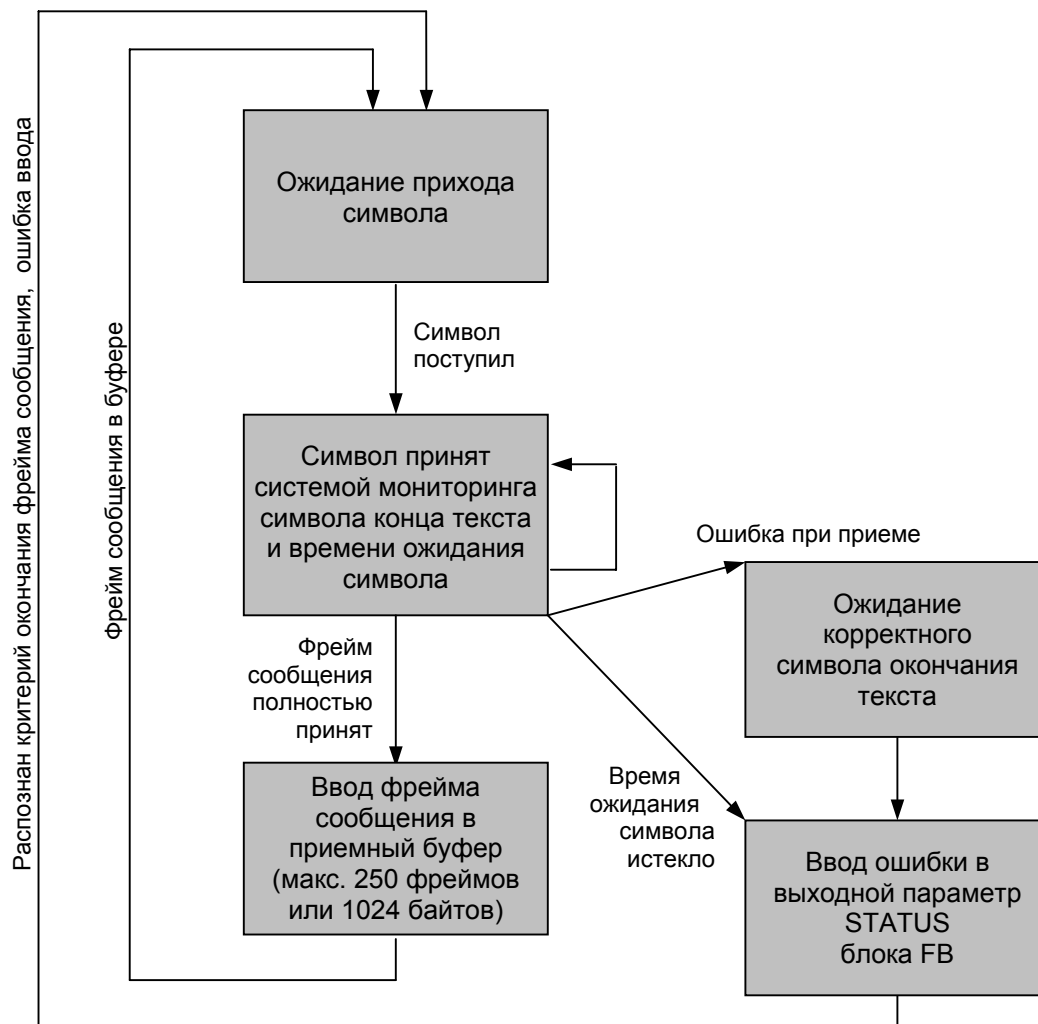 Распознан критерий окончания фрейма сообщения, ошибка ввода
Фрейм сообщения в буфере
Ожидание прихода
символа
Символ
поступил
Символ принят
системой мониторинга
символа конца текста
и времени ожидания
символа
Ошибка при приеме
Ожидание
корректного
символа окончания
текста
Фрейм
сообщения
полностью
принят
Время
ожидания
символа
истекло
Ввод фрейма
сообщения в
приемный буфер
(макс. 250 фреймов
или 1024 байтов)
Ввод ошибки в
выходной параметр
STATUS
блока FB